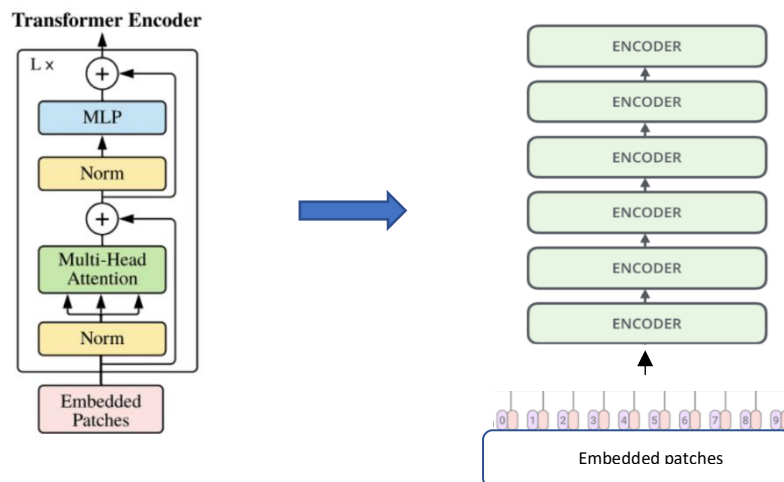 Transformer Encoder
L ×
+
MLP
Norm
+
Multi-Head
Attention
Norm
Embedded
Patches
ENCODER
ENCODER
ENCODER
ENCODER
ENCODER
ENCODER
0 1 2 3 4 5 6 7 8 9
Embedded patches